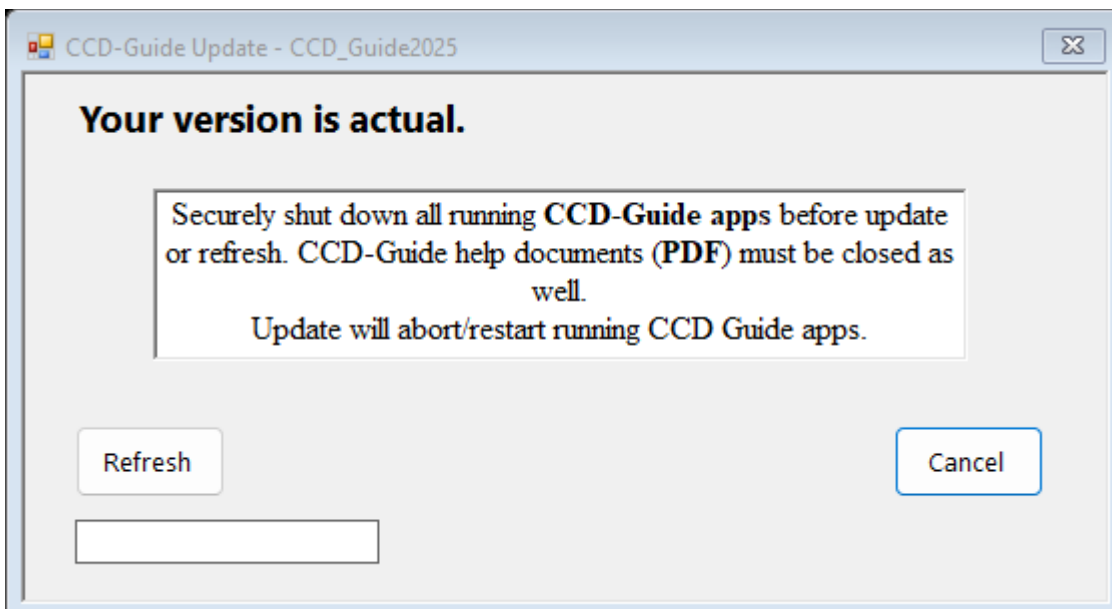 CCD-Guide Update - CCD_Guide2025
Your version is actual.
Securely shut down all running CCD-Guide apps before update
or refresh. CCD-Guide help documents (PDF) must be closed as
well.
Update will abort/restart running CCD Guide apps.
Refresh
Cancel